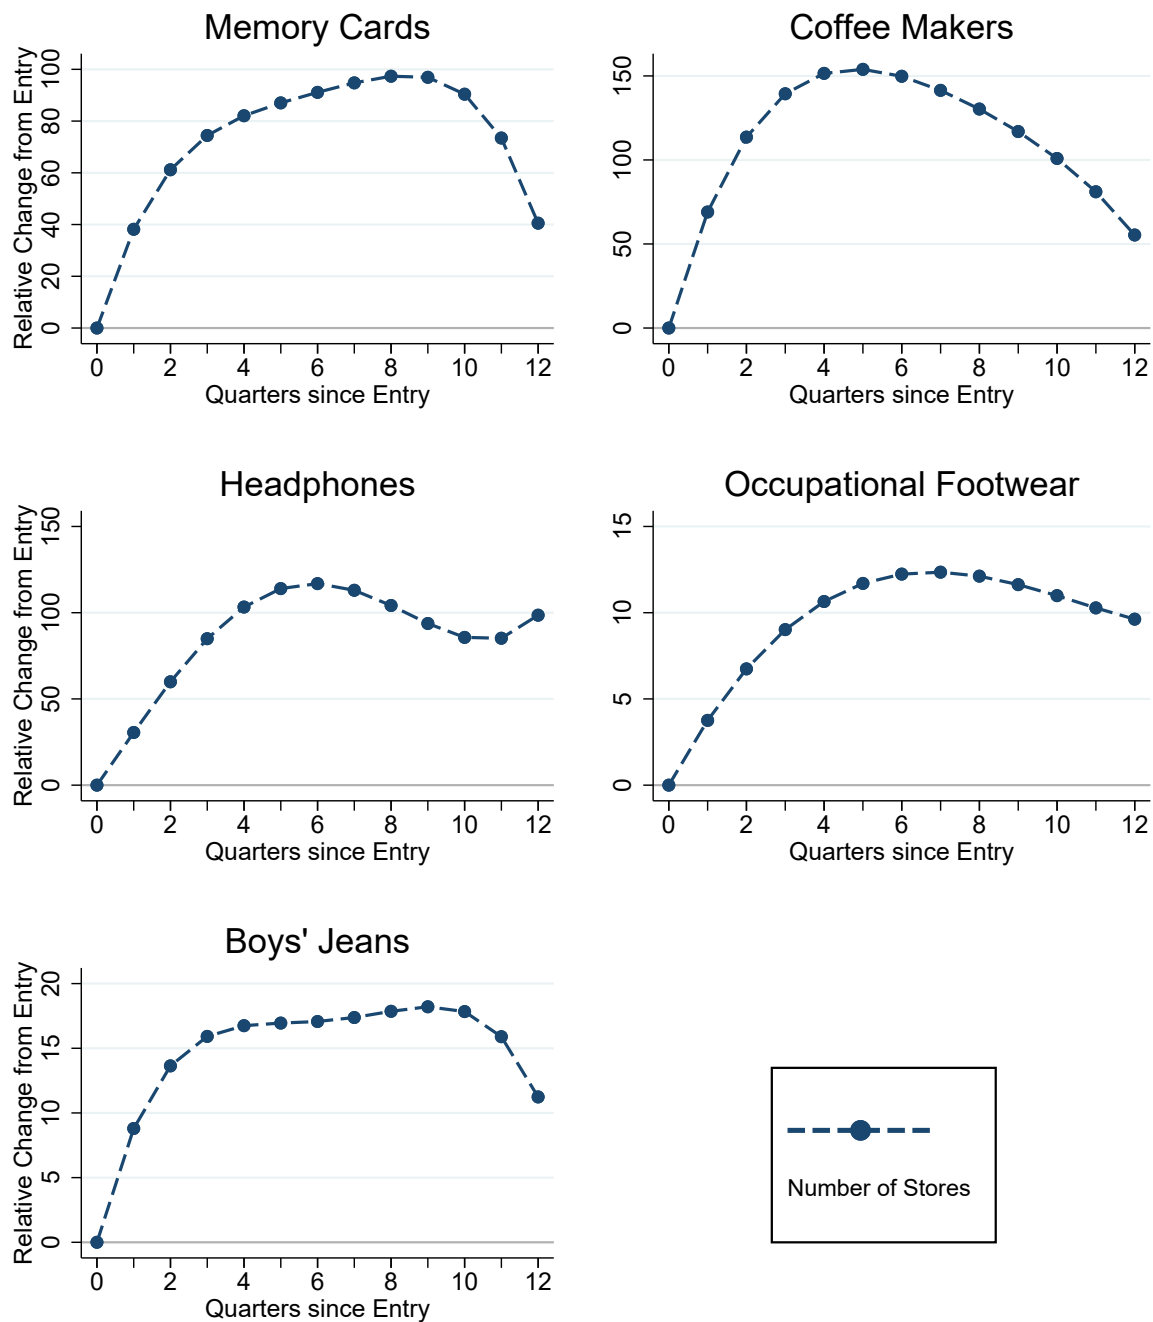 Memory Cards
Relative Change from Entry
100
80
60
40
20
0
0 2 4 6 8 10 12
Quarters since Entry
Coffee Makers
150
100
50
0
0 2 4 6 8 10 12
Quarters since Entry
Headphones
Relative Change from Entry
150
100
50
0
0 2 4 6 8 10 12
Quarters since Entry
Occupational Footwear
15
10
5
0
0 2 4 6 8 10 12
Quarters since Entry
Boys' Jeans
Relative Change from Entry
20
15
10
5
0
0 2 4 6 8 10 12
Quarters since Entry
Number of Stores